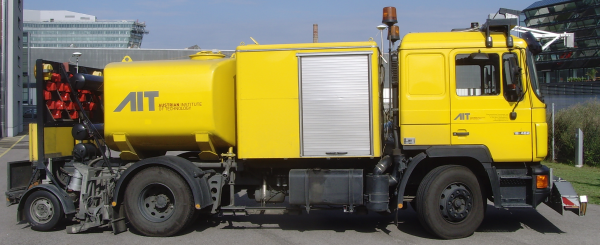 AIT
AUSTRIAN INSTITUTE
OF TECHNOLOGY
AIT